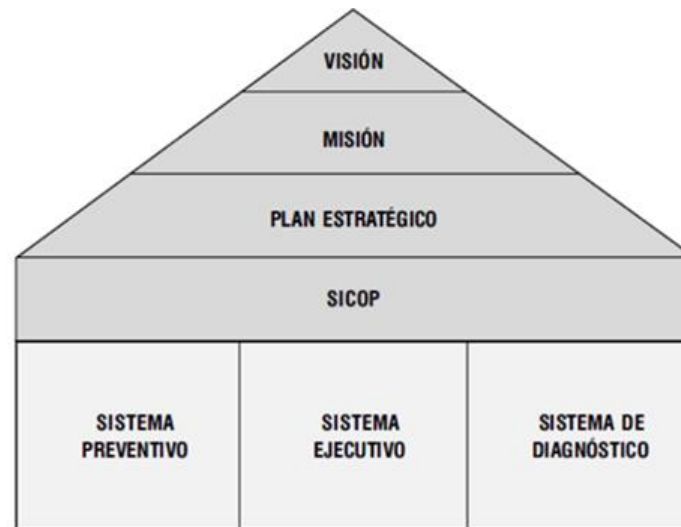 VISIÓN
MISIÓN
PLAN ESTRATÉGICO
SICOP
SISTEMA
PREVENTIVO
SISTEMA
EJECUTIVO
SISTEMA DE
DIAGNÓSTICO